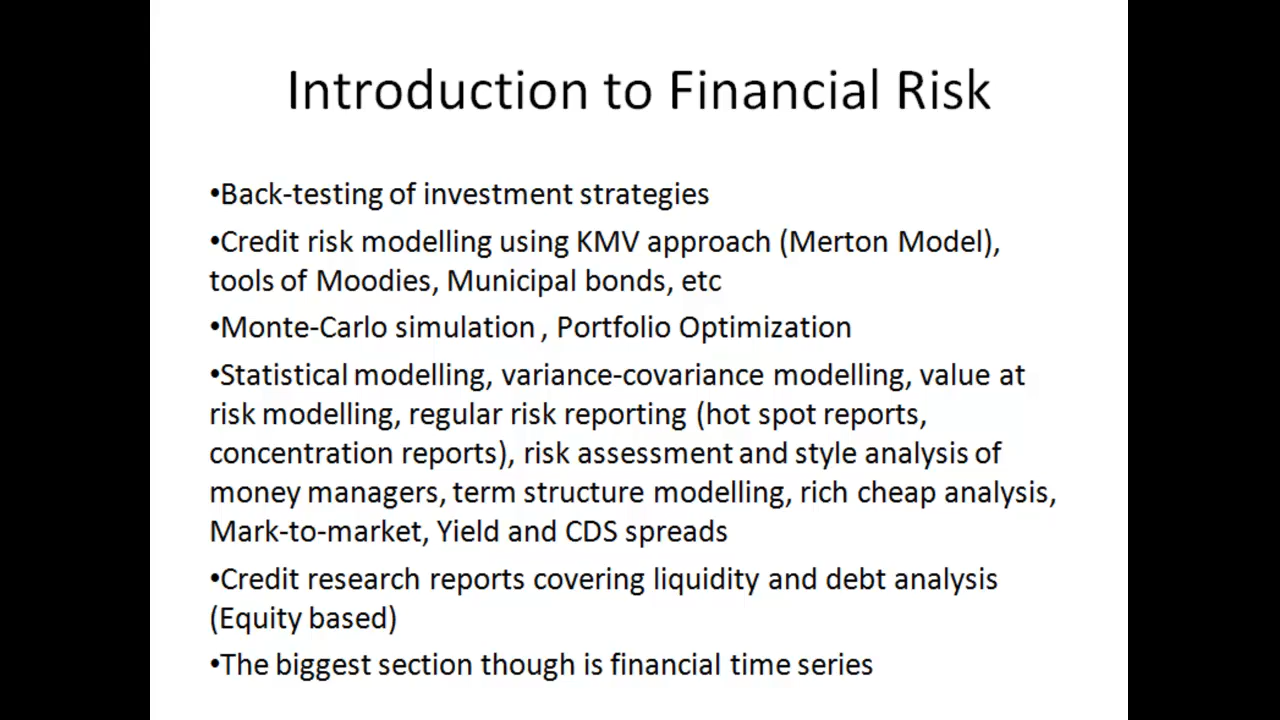 Introduction to Financial Risk
•Back-testing of investment strategies
•Credit risk modelling using KMV approach (Merton Model),
tools of Moodies, Municipal bonds, etc
•Monte-Carlo simulation , Portfolio Optimization
•Statistical modelling, variance-covariance modelling, value at
risk modelling, regular risk reporting (hot spot reports,
concentration reports), risk assessment and style analysis of
money managers, term structure modelling, rich cheap analysis,
Mark-to-market, Yield and CDS spreads
•Credit research reports covering liquidity and debt analysis
(Equity based)
•The biggest section though is financial time series